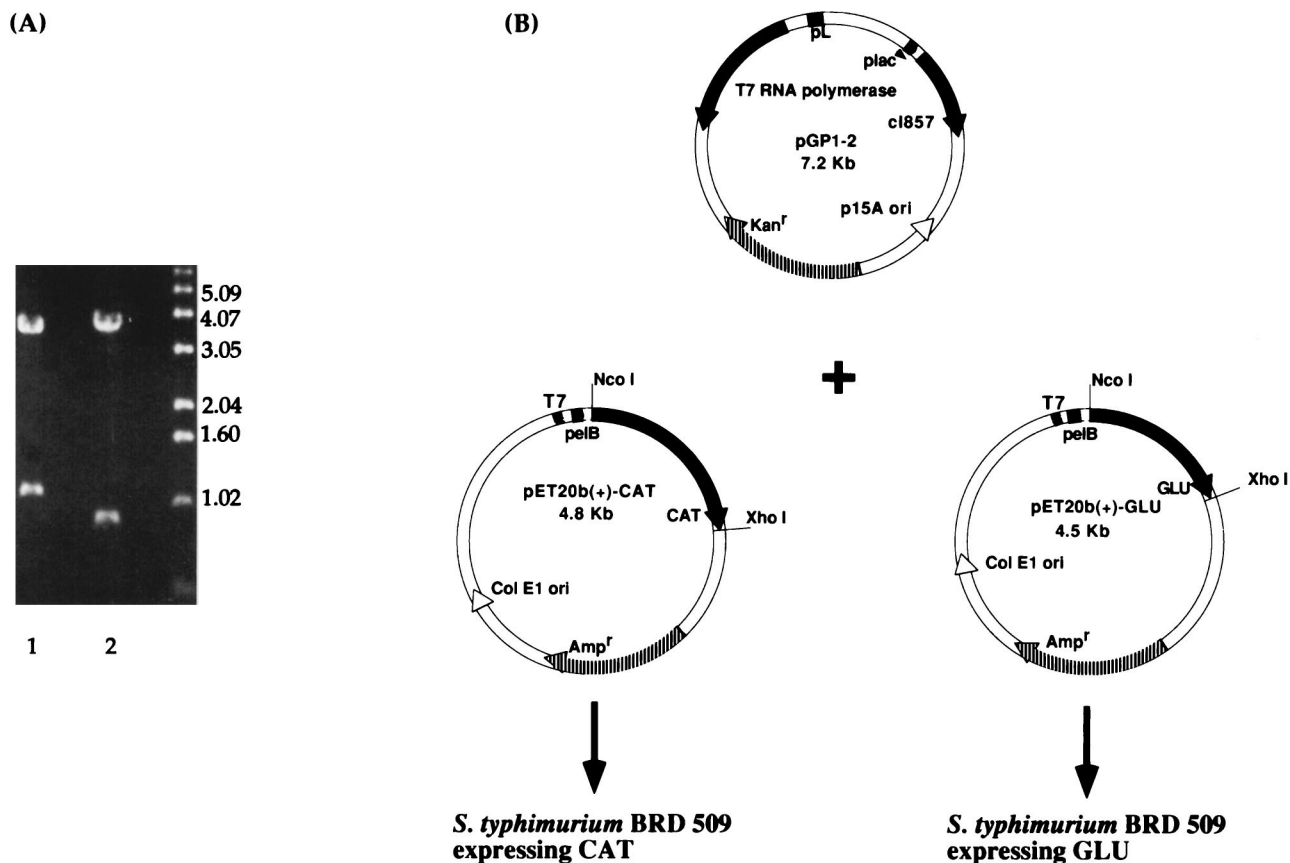 (A)
5.09
4.07
3.05
2.04
1.60
1.02
1 2
(B)
pL
plac
T7 RNA polymerase
cI857
pGP1-2
7.2 Kb
p15A ori
Kanr
+
Nco I
T7
pelB
pET20b(+)-CAT
4.8 Kb
CAT
Xho I
Col E1 ori
Ampr
S. typhimurium BRD 509
expressing CAT
Nco I
T7
pelB
GLU
Xho I
pET20b(+)-GLU
4.5 Kb
Col E1 ori
Ampr
S. typhimurium BRD 509
expressing GLU